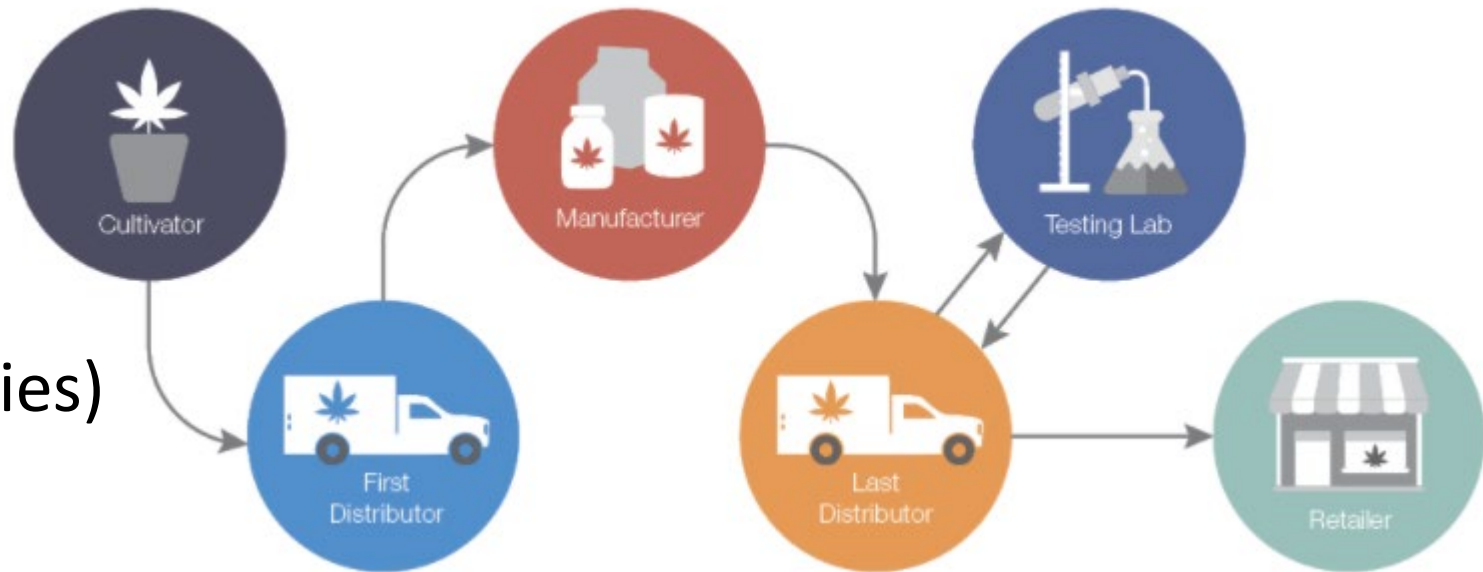 Cultivator
Manufacturer
Testing Lab
ies)
First
Distributor
Last
Distributor
Retailer